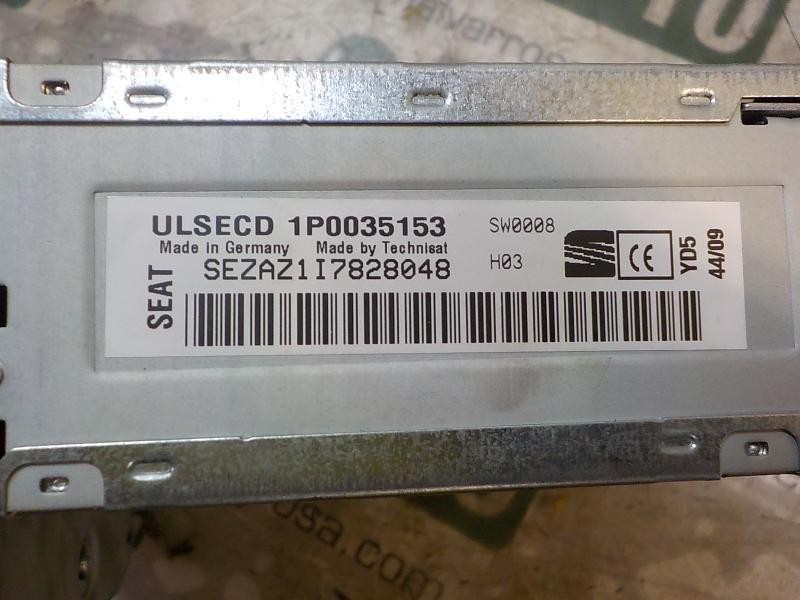 ULSECD 1P0035153 SW0008
Made in Germany Made by Technisat
SEZAZ1I7828048 H03
SEAT
CE
YD5
44/09